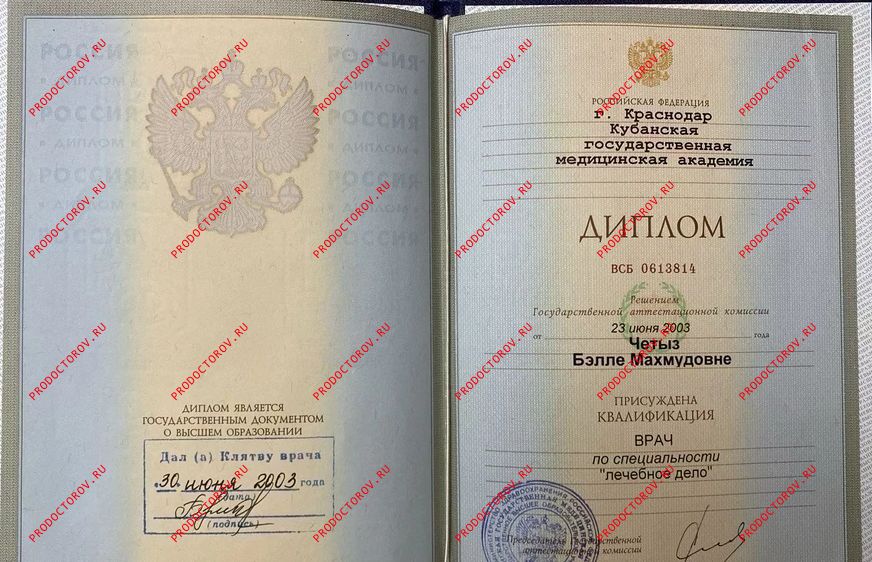 РОССИЯ
ДИПЛОМ
РОССИЯ
ДИПЛОМ
РОССИЯ
ДИПЛОМ
РОССИЯ
ДИПЛОМ ЯВЛЯЕТСЯ
ГОСУДАРСТВЕННЫМ ДОКУМЕНТОМ
О ВЫСШЕМ ОБРАЗОВАНИИ
Дал (а) Клятву врача
"30" июня 2003 года
(дата)
(подпись)
РОССИЙСКАЯ ФЕДЕРАЦИЯ
г. Краснодар
Кубанская
государственная
медицинская академия
ДИПЛОМ
ВСБ 0613814
Решением
Государственной аттестационной комиссии
от 23 июня 2003 года
Четыз
Бэлле Махмудовне
ПРИСУЖДЕНА
КВАЛИФИКАЦИЯ
ВРАЧ
по специальности
"лечебное дело"
Председатель Государственной
аттестационной комиссии
PRODOCTOROV.RU